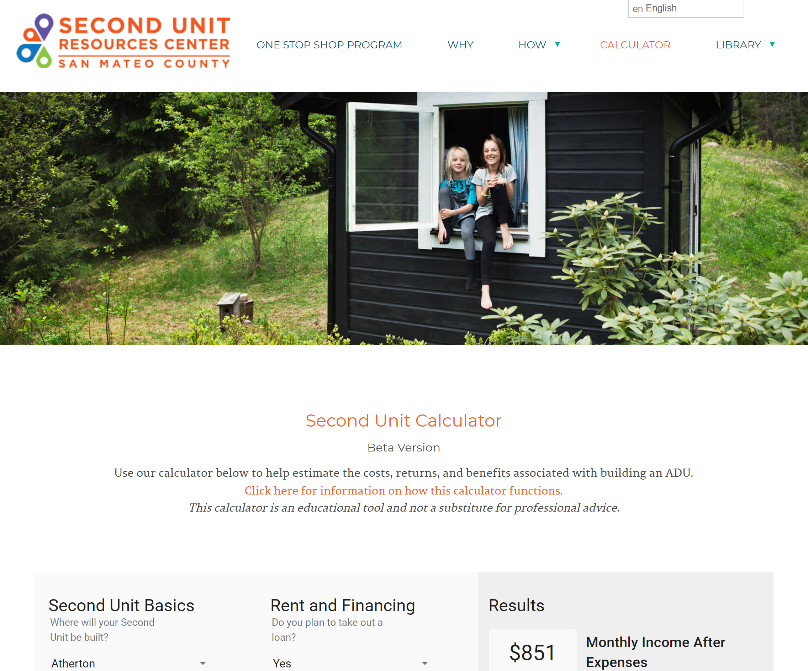 en English
SECOND UNIT
RESOURCES CENTER
SAN MATEO COUNTY
ONE STOP SHOP PROGRAM
WHY
HOW
CALCULATOR
LIBRARY
Second Unit Calculator
Beta Version
Use our calculator below to help estimate the costs, returns, and benefits associated with building an ADU.
Click here for information on how this calculator functions.
This calculator is an educational tool and not a substitute for professional advice.
Second Unit Basics
Where will your Second
Unit be built?
Atherton
Rent and Financing
Do you plan to take out a
loan?
Yes
Results
$851
Monthly Income After
Expenses